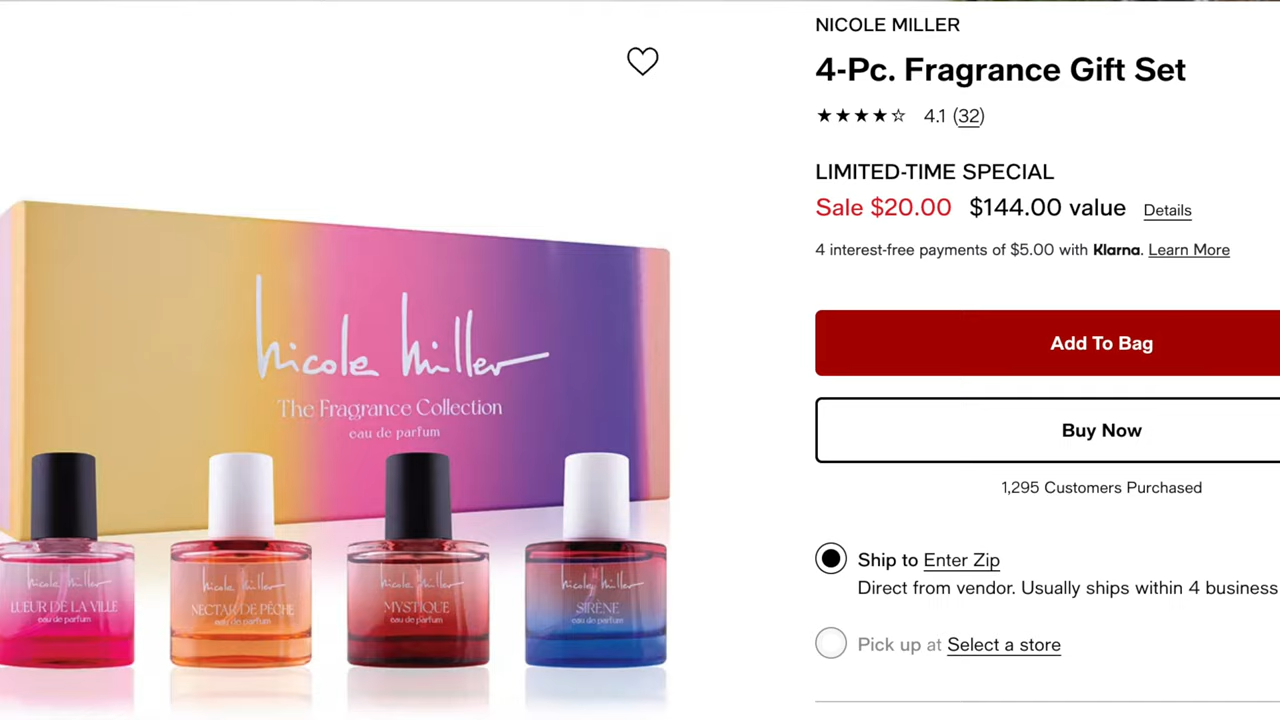 NICOLE MILLER
4-Pc. Fragrance Gift Set
★★★★☆ 4.1 (32)
LIMITED-TIME SPECIAL
Sale $20.00 $144.00 value Details
4 interest-free payments of $5.00 with Klarna. Learn More
Add To Bag
Buy Now
1,295 Customers Purchased
Ship to Enter Zip
Direct from vendor. Usually ships within 4 business
Pick up at Select a store
nicole miller
The Fragrance Collection
eau de parfum
nicole miller
LUEUR DE LA VILLE
eau de parfum
nicole miller
NECTAR DE PÊCHE
eau de parfum
nicole miller
MYSTIQUE
eau de parfum
nicole miller
SIRÈNE
eau de parfum